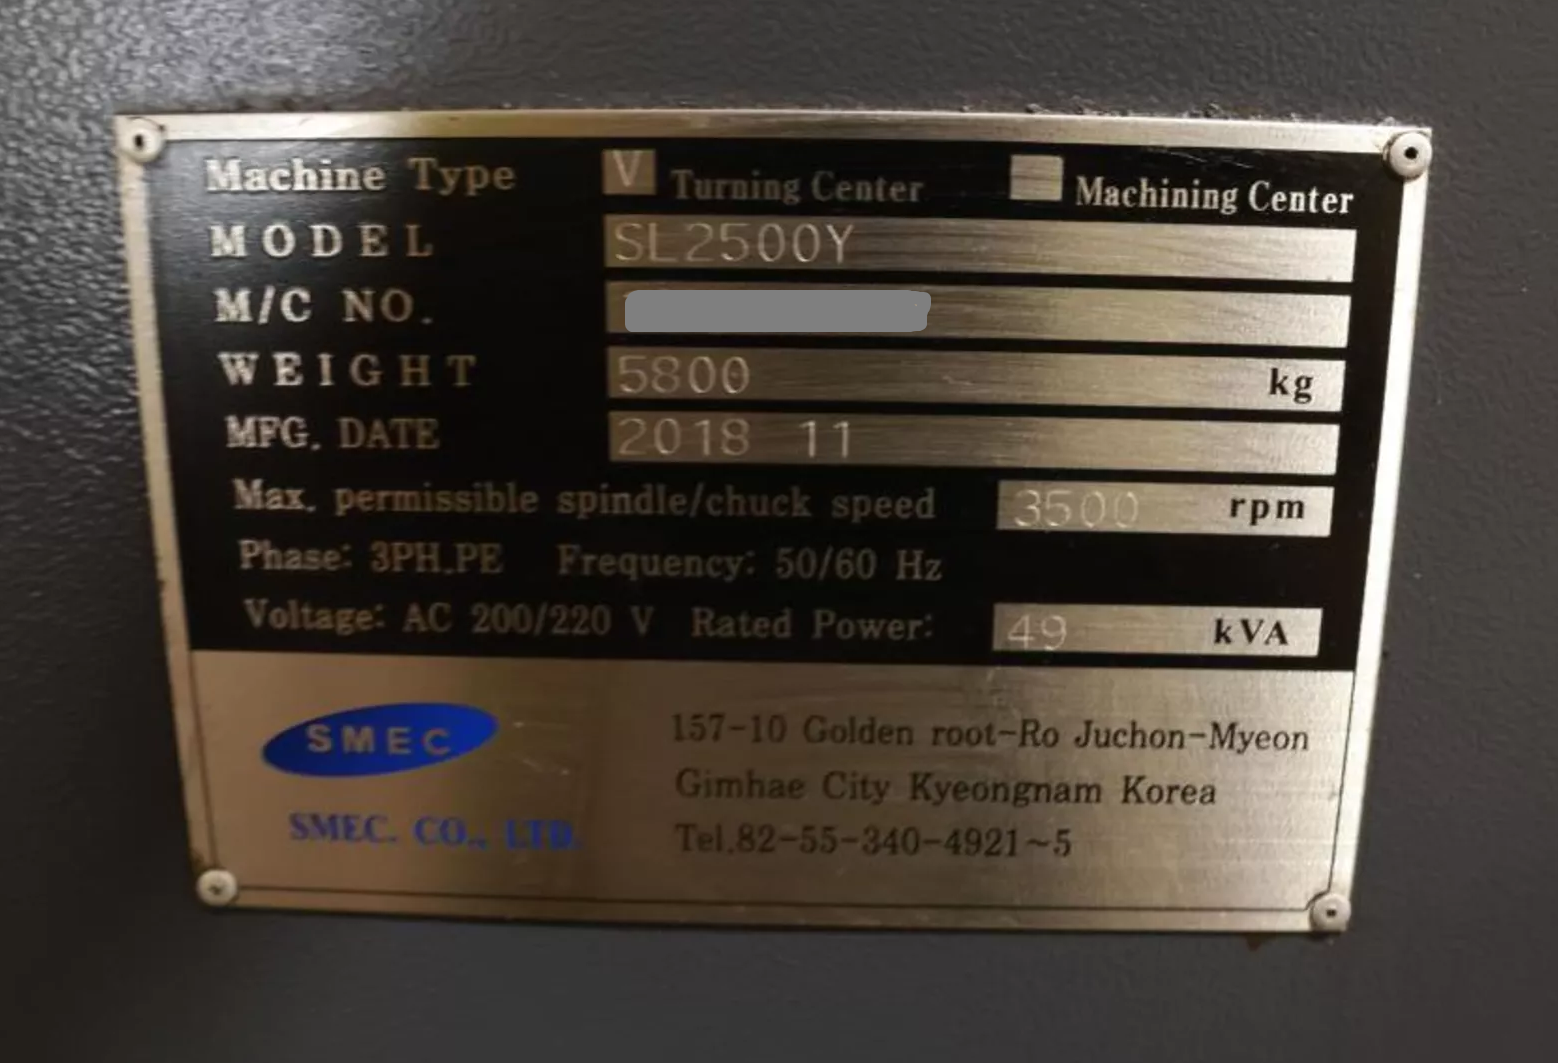 Machine Type V Turning Center Machining Center
MODEL SL2500Y
M/C NO.
WEIGHT 5800 kg
MFG. DATE 2018 11
Max. permissible spindle/chuck speed 3500 rpm
Phase: 3PH.PE Frequency: 50/60 Hz
Voltage: AC 200/220 V Rated Power: 49 kVA
SMEC
SMEC. CO., LTD.
157-10 Golden root-Ro Juchon-Myeon
Gimhae City Kyeongnam Korea
Tel.82-55-340-4921~5